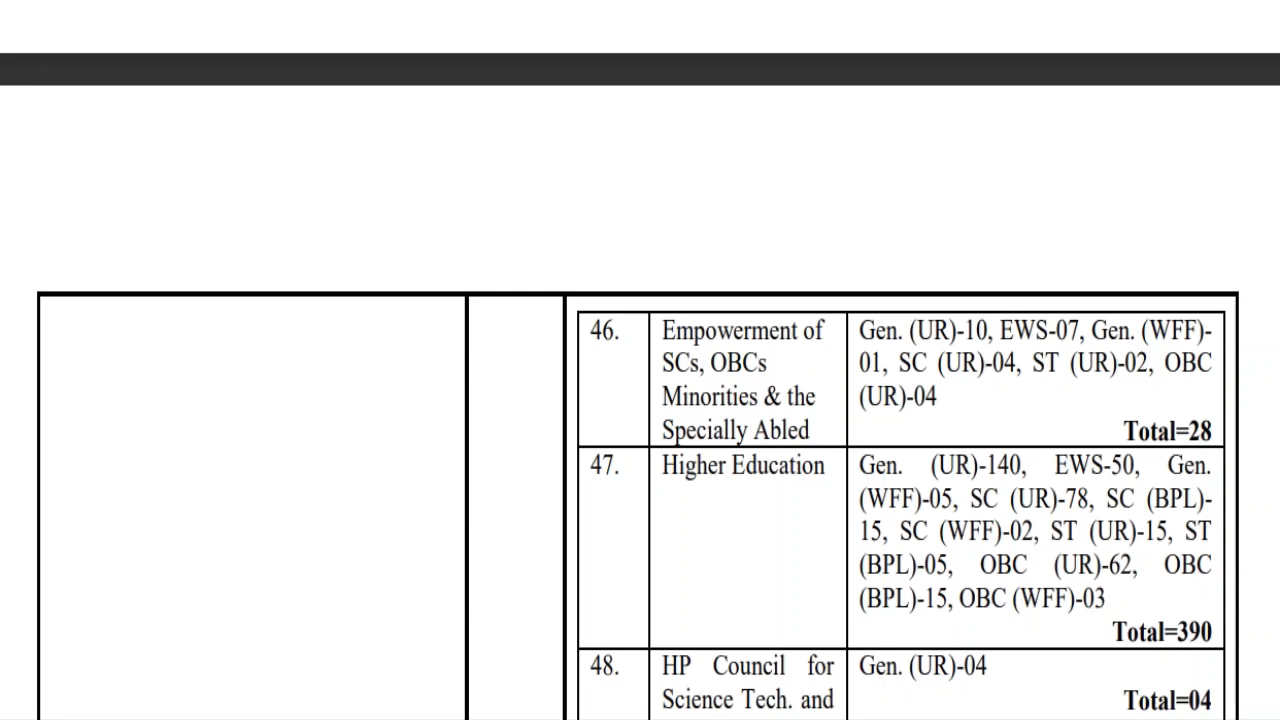 46.
Empowerment of
SCs, OBCs
Minorities & the
Specially Abled
Gen. (UR)-10, EWS-07, Gen. (WFF)-
01, SC (UR)-04, ST (UR)-02, OBC
(UR)-04
Total=28
47.
Higher Education
Gen. (UR)-140, EWS-50, Gen.
(WFF)-05, SC (UR)-78, SC (BPL)-
15, SC (WFF)-02, ST (UR)-15, ST
(BPL)-05, OBC (UR)-62, OBC
(BPL)-15, OBC (WFF)-03
Total=390
48.
HP Council for
Science Tech. and
Gen. (UR)-04
Total=04